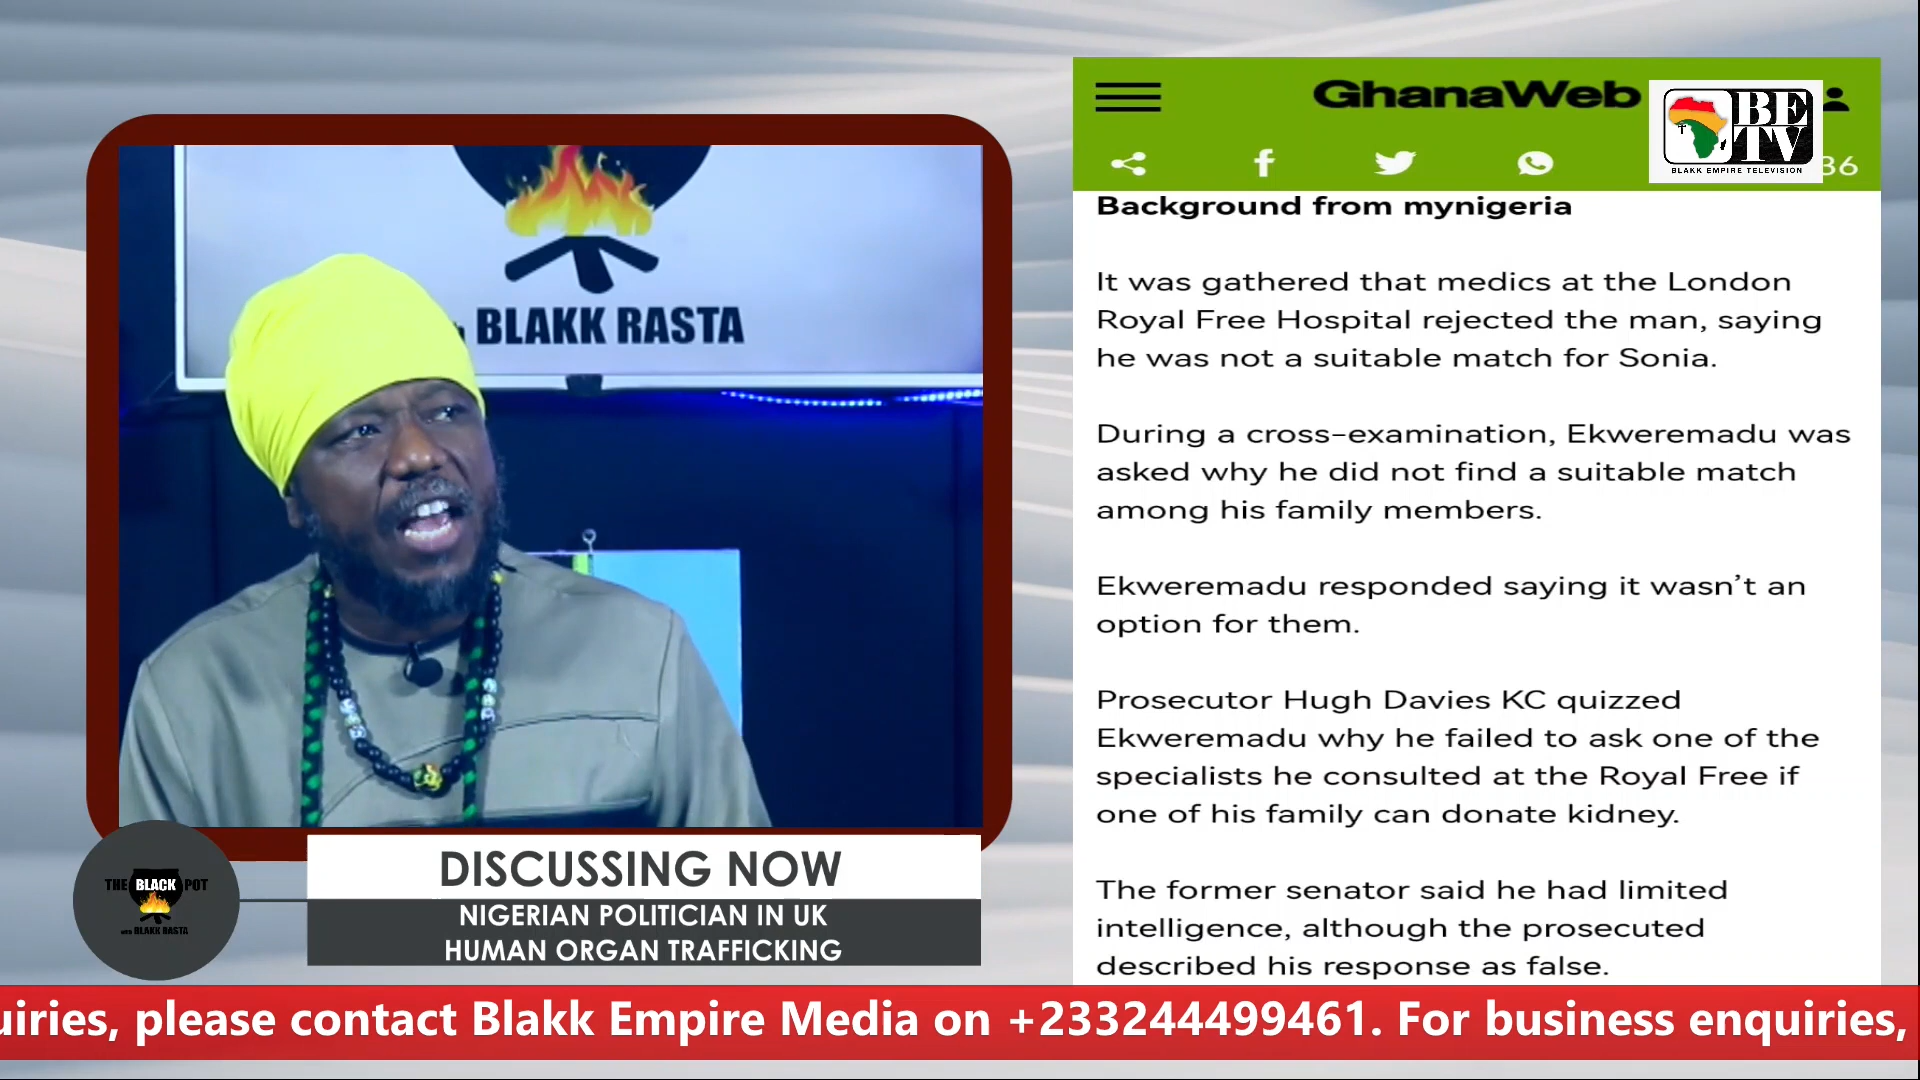 BLAKK RASTA
THE BLACK POT
WITH BLAKK RASTA
DISCUSSING NOW
NIGERIAN POLITICIAN IN UK
HUMAN ORGAN TRAFFICKING
GhanaWeb
BE
TV
BLAKK EMPIRE TELEVISION
36
Background from mynigeria
It was gathered that medics at the London
Royal Free Hospital rejected the man, saying
he was not a suitable match for Sonia.
During a cross-examination, Ekweremadu was
asked why he did not find a suitable match
among his family members.
Ekweremadu responded saying it wasn’t an
option for them.
Prosecutor Hugh Davies KC quizzed
Ekweremadu why he failed to ask one of the
specialists he consulted at the Royal Free if
one of his family can donate kidney.
The former senator said he had limited
intelligence, although the prosecuted
described his response as false.
uiries, please contact Blakk Empire Media on +233244499461. For business enquiries,